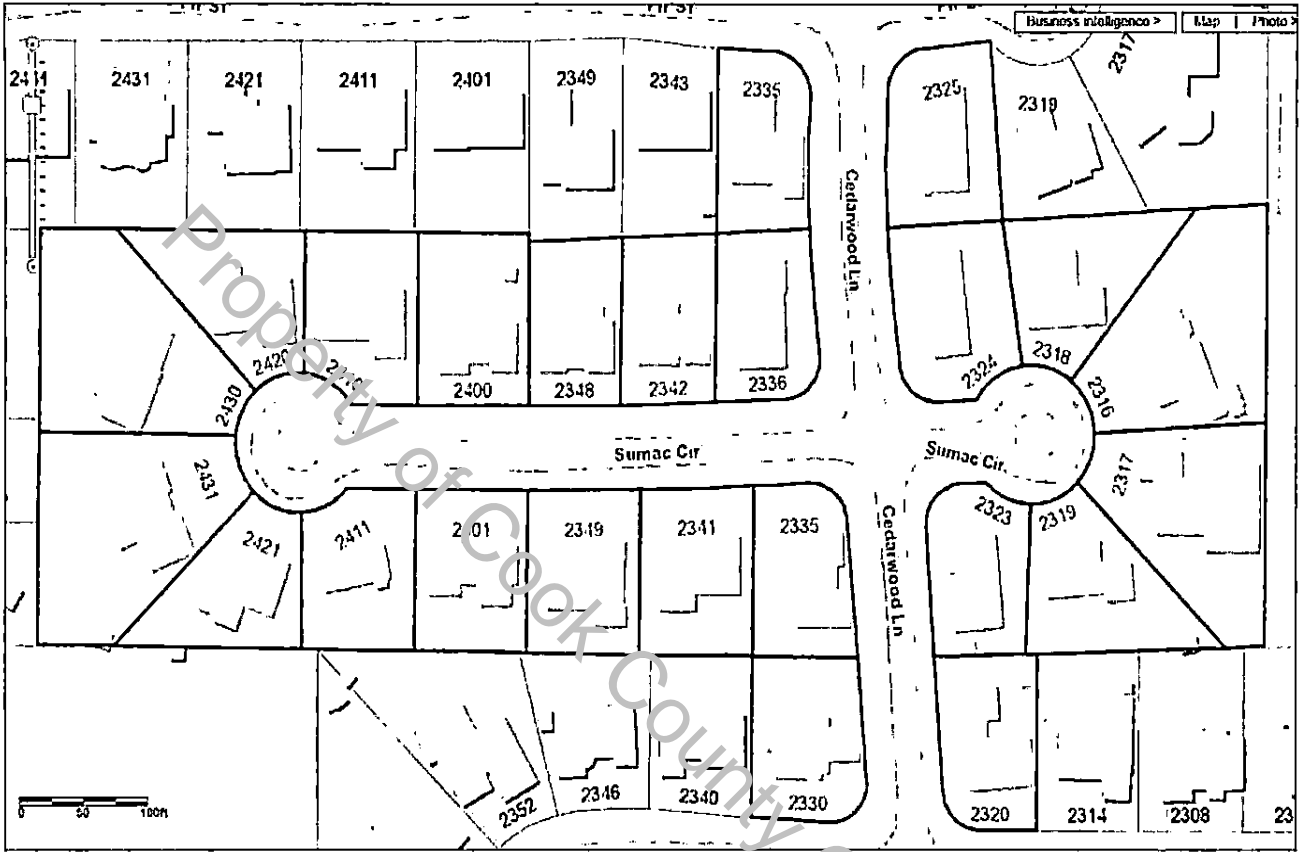 Business Intelligence > Map | Photo >
2317
2431 2421 2411 2401 2349 2343 2335 2325 2319
Cedarwood Ln.
2420 2400 2348 2342 2336 2324 2318
2430 2316
Sumac Cir
Sumac Cir.
2431 2317
2421 2411 2401 2349 2341 2335 2323 2319
Cedarwood Ln
2352 2346 2340 2330 2320 2314 2308
0 50 100ft
Property of Cook County